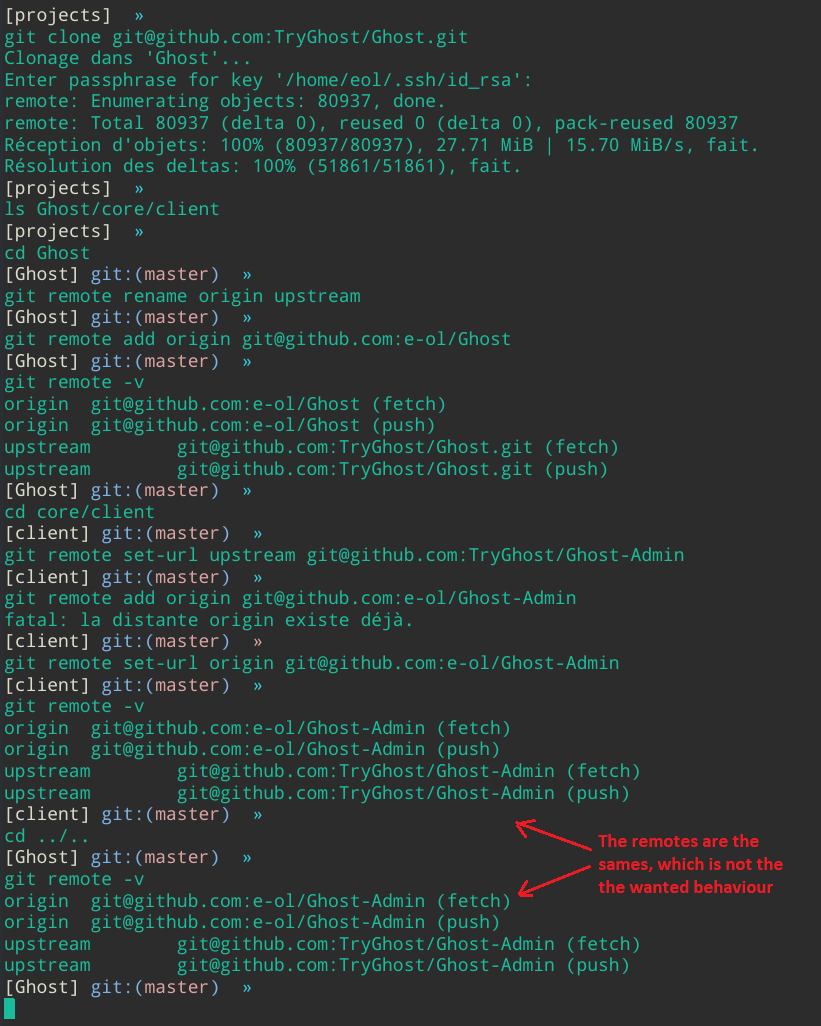 [projects]  »
git clone git@github.com:TryGhost/Ghost.git
Clonage dans 'Ghost'...
Enter passphrase for key '/home/eol/.ssh/id_rsa':
remote: Enumerating objects: 80937, done.
remote: Total 80937 (delta 0), reused 0 (delta 0), pack-reused 80937
Réception d'objets: 100% (80937/80937), 27.71 MiB | 15.70 MiB/s, fait.
Résolution des deltas: 100% (51861/51861), fait.
[projects]  »
ls Ghost/core/client
[projects]  »
cd Ghost
[Ghost] git:(master)  »
git remote rename origin upstream
[Ghost] git:(master)  »
git remote add origin git@github.com:e-ol/Ghost
[Ghost] git:(master)  »
git remote -v
origin  git@github.com:e-ol/Ghost (fetch)
origin  git@github.com:e-ol/Ghost (push)
upstream        git@github.com:TryGhost/Ghost.git (fetch)
upstream        git@github.com:TryGhost/Ghost.git (push)
[Ghost] git:(master)  »
cd core/client
[client] git:(master)  »
git remote set-url upstream git@github.com:TryGhost/Ghost-Admin
[client] git:(master)  »
git remote add origin git@github.com:e-ol/Ghost-Admin
fatal: la distante origin existe déjà.
[client] git:(master)  »
git remote set-url origin git@github.com:e-ol/Ghost-Admin
[client] git:(master)  »
git remote -v
origin  git@github.com:e-ol/Ghost-Admin (fetch)
origin  git@github.com:e-ol/Ghost-Admin (push)
upstream        git@github.com:TryGhost/Ghost-Admin (fetch)
upstream        git@github.com:TryGhost/Ghost-Admin (push)
[client] git:(master)  »
cd ../..
[Ghost] git:(master)  »
git remote -v
origin  git@github.com:e-ol/Ghost-Admin (fetch)
origin  git@github.com:e-ol/Ghost-Admin (push)
upstream        git@github.com:TryGhost/Ghost-Admin (fetch)
upstream        git@github.com:TryGhost/Ghost-Admin (push)
[Ghost] git:(master)  »
The remotes are the
sames, which is not the
the wanted behaviour